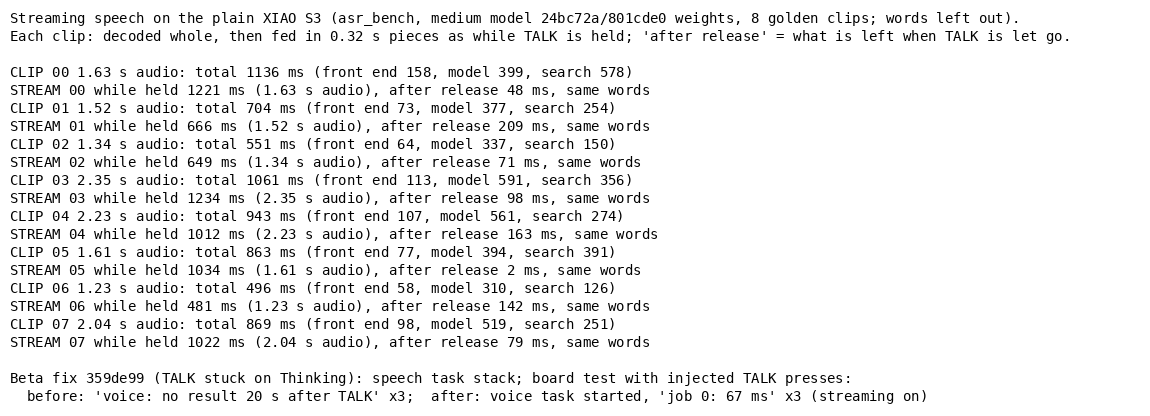 Streaming speech on the plain XIAO S3 (asr_bench, medium model 24bc72a/801cde0 weights, 8 golden clips; words left out).
Each clip: decoded whole, then fed in 0.32 s pieces as while TALK is held; 'after release' = what is left when TALK is let go.
CLIP 00 1.63 s audio: total 1136 ms (front end 158, model 399, search 578)
STREAM 00 while held 1221 ms (1.63 s audio), after release 48 ms, same words
CLIP 01 1.52 s audio: total 704 ms (front end 73, model 377, search 254)
STREAM 01 while held 666 ms (1.52 s audio), after release 209 ms, same words
CLIP 02 1.34 s audio: total 551 ms (front end 64, model 337, search 150)
STREAM 02 while held 649 ms (1.34 s audio), after release 71 ms, same words
CLIP 03 2.35 s audio: total 1061 ms (front end 113, model 591, search 356)
STREAM 03 while held 1234 ms (2.35 s audio), after release 98 ms, same words
CLIP 04 2.23 s audio: total 943 ms (front end 107, model 561, search 274)
STREAM 04 while held 1012 ms (2.23 s audio), after release 163 ms, same words
CLIP 05 1.61 s audio: total 863 ms (front end 77, model 394, search 391)
STREAM 05 while held 1034 ms (1.61 s audio), after release 2 ms, same words
CLIP 06 1.23 s audio: total 496 ms (front end 58, model 310, search 126)
STREAM 06 while held 481 ms (1.23 s audio), after release 142 ms, same words
CLIP 07 2.04 s audio: total 869 ms (front end 98, model 519, search 251)
STREAM 07 while held 1022 ms (2.04 s audio), after release 79 ms, same words
Beta fix 359de99 (TALK stuck on Thinking): speech task stack; board test with injected TALK presses:
before: 'voice: no result 20 s after TALK' x3;  after: voice task started, 'job 0: 67 ms' x3 (streaming on)